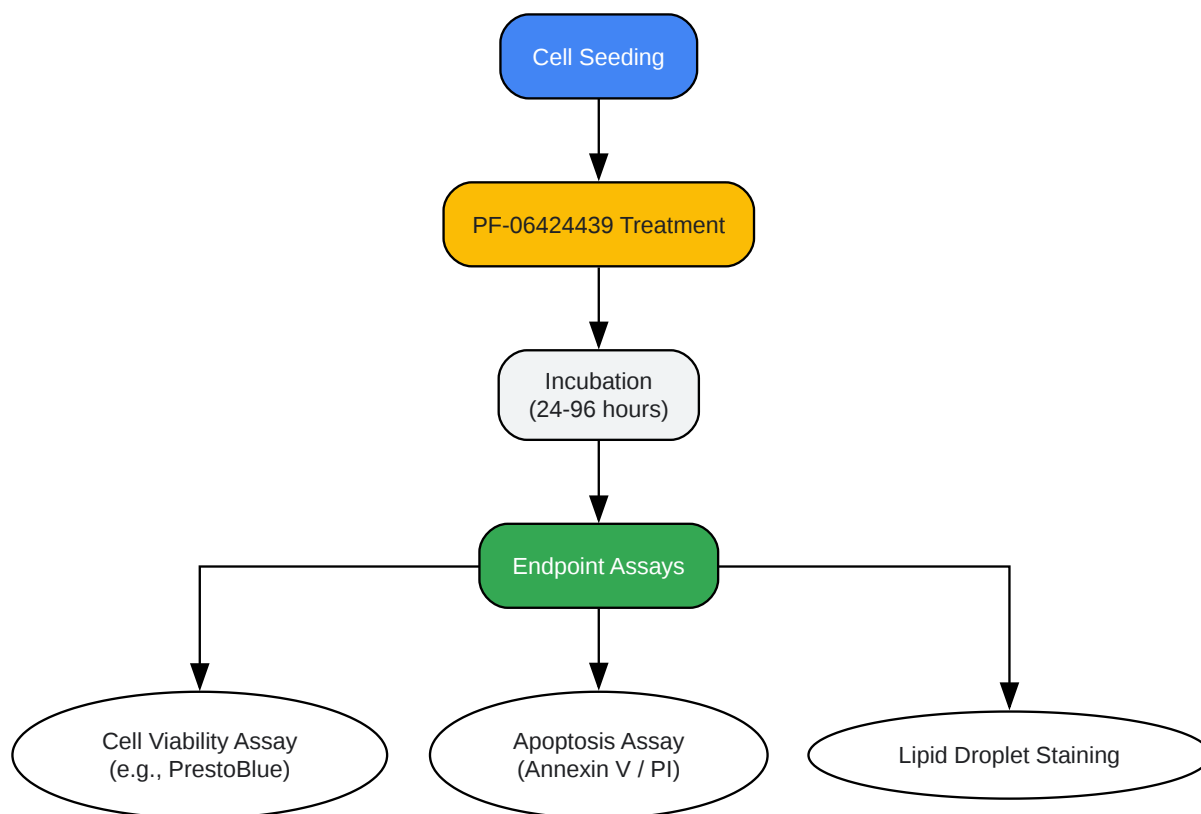 Cell Seeding
PF-06424439 Treatment
Incubation
(24-96 hours)
Endpoint Assays
Cell Viability Assay
(e.g., PrestoBlue)
Apoptosis Assay
(Annexin V / PI)
Lipid Droplet Staining